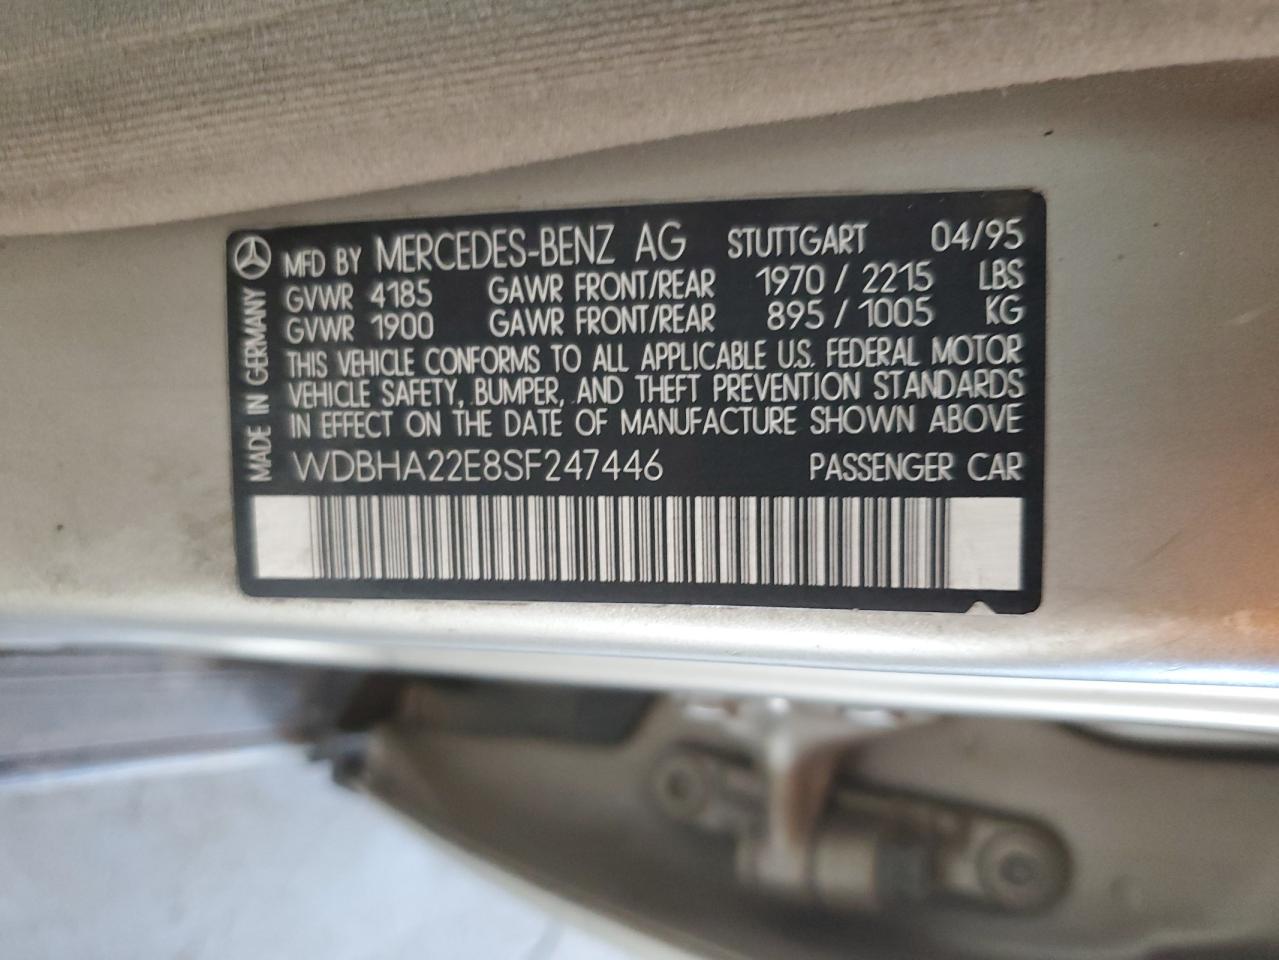 MFD BY MERCEDES-BENZ AG STUTTGART 04/95
GVWR 4185 GAWR FRONT/REAR 1970 / 2215 LBS
GVWR 1900 GAWR FRONT/REAR 895 / 1005 KG
THIS VEHICLE CONFORMS TO ALL APPLICABLE U.S. FEDERAL MOTOR
VEHICLE SAFETY, BUMPER, AND THEFT PREVENTION STANDARDS
IN EFFECT ON THE DATE OF MANUFACTURE SHOWN ABOVE
WDBHA22E8SF247446 PASSENGER CAR
MADE IN GERMANY